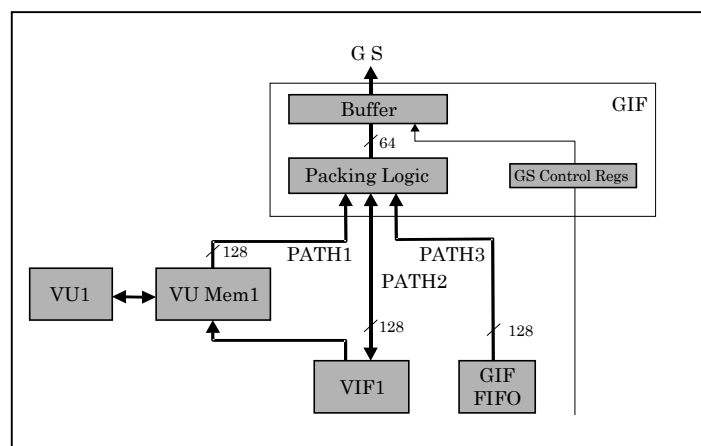 G S
Buffer
GIF
64
Packing Logic
GS Control Regs
128
PATH1
PATH3
PATH2
VU1
VU Mem1
128
128
VIF1
GIF
FIFO